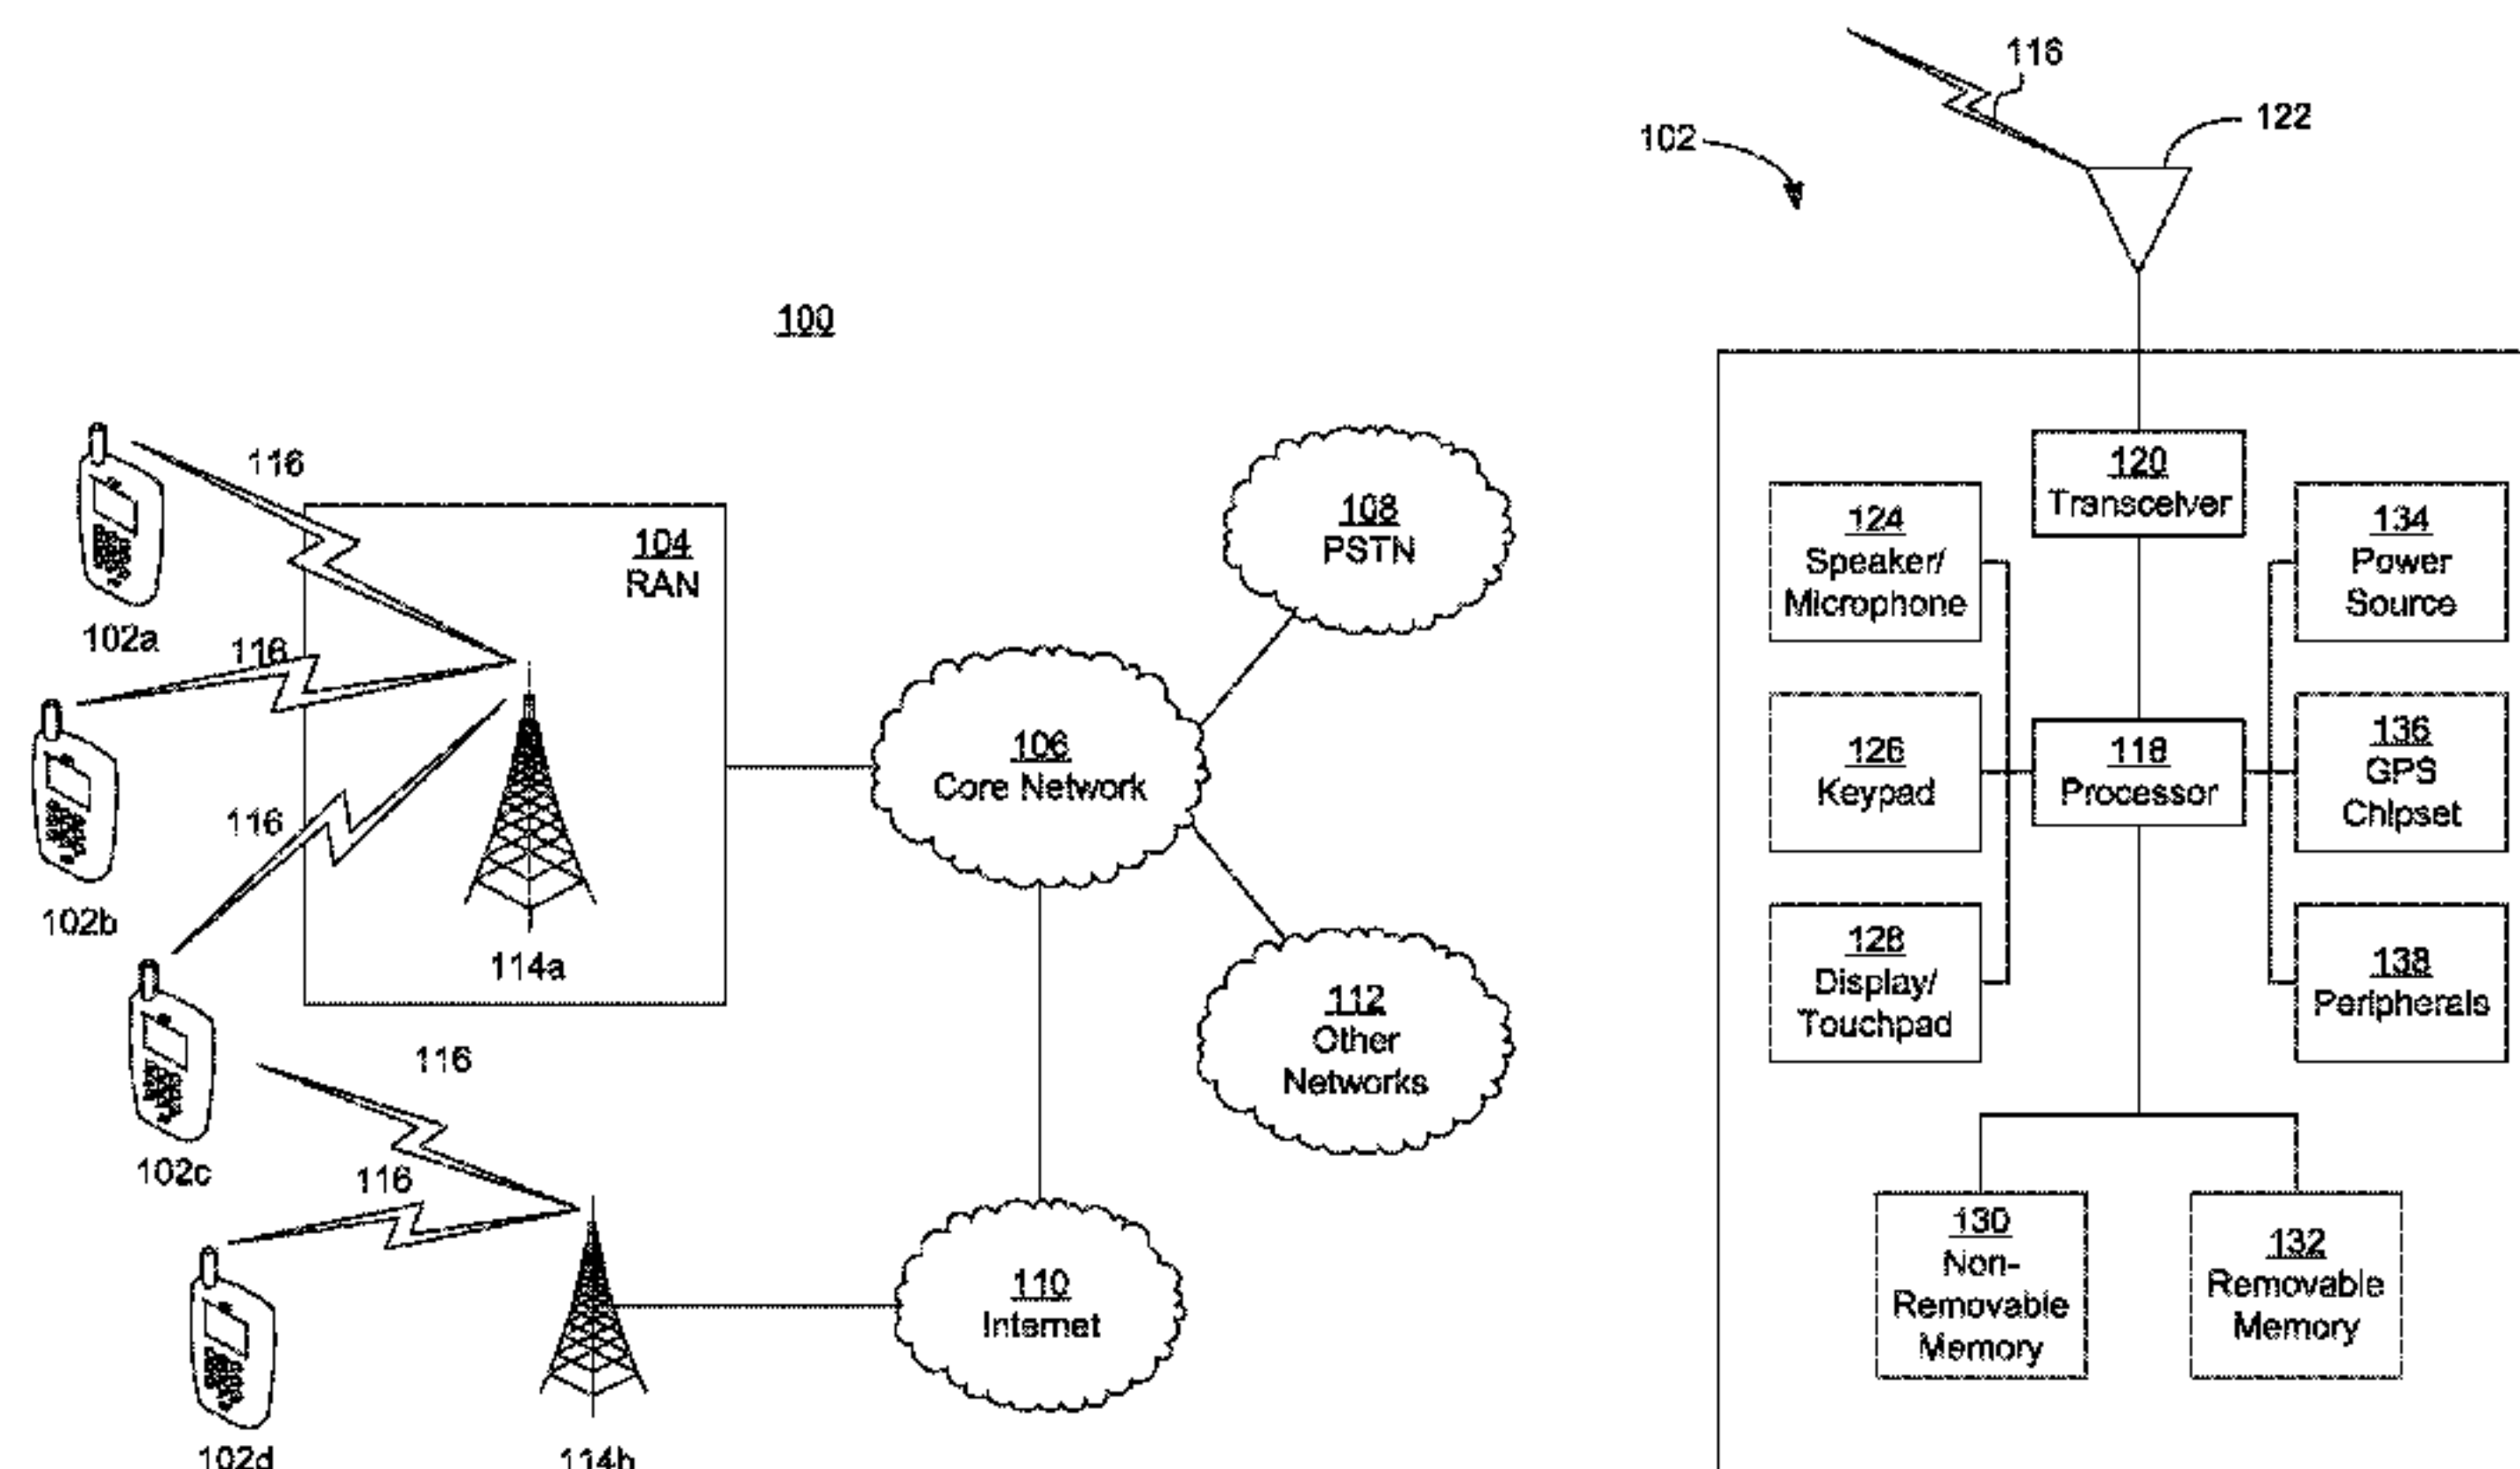 100
116
104
RAN
102a
116
102b
116
114a
102c
116
116
102d
114b
106
Core Network
108
PSTN
112
Other
Networks
110
Internet
116
102
122
120
Transceiver
124
Speaker/
Microphone
134
Power
Source
126
Keypad
118
Processor
136
GPS
Chipset
128
Display/
Touchpad
138
Peripherals
130
Non-
Removable
Memory
132
Removable
Memory